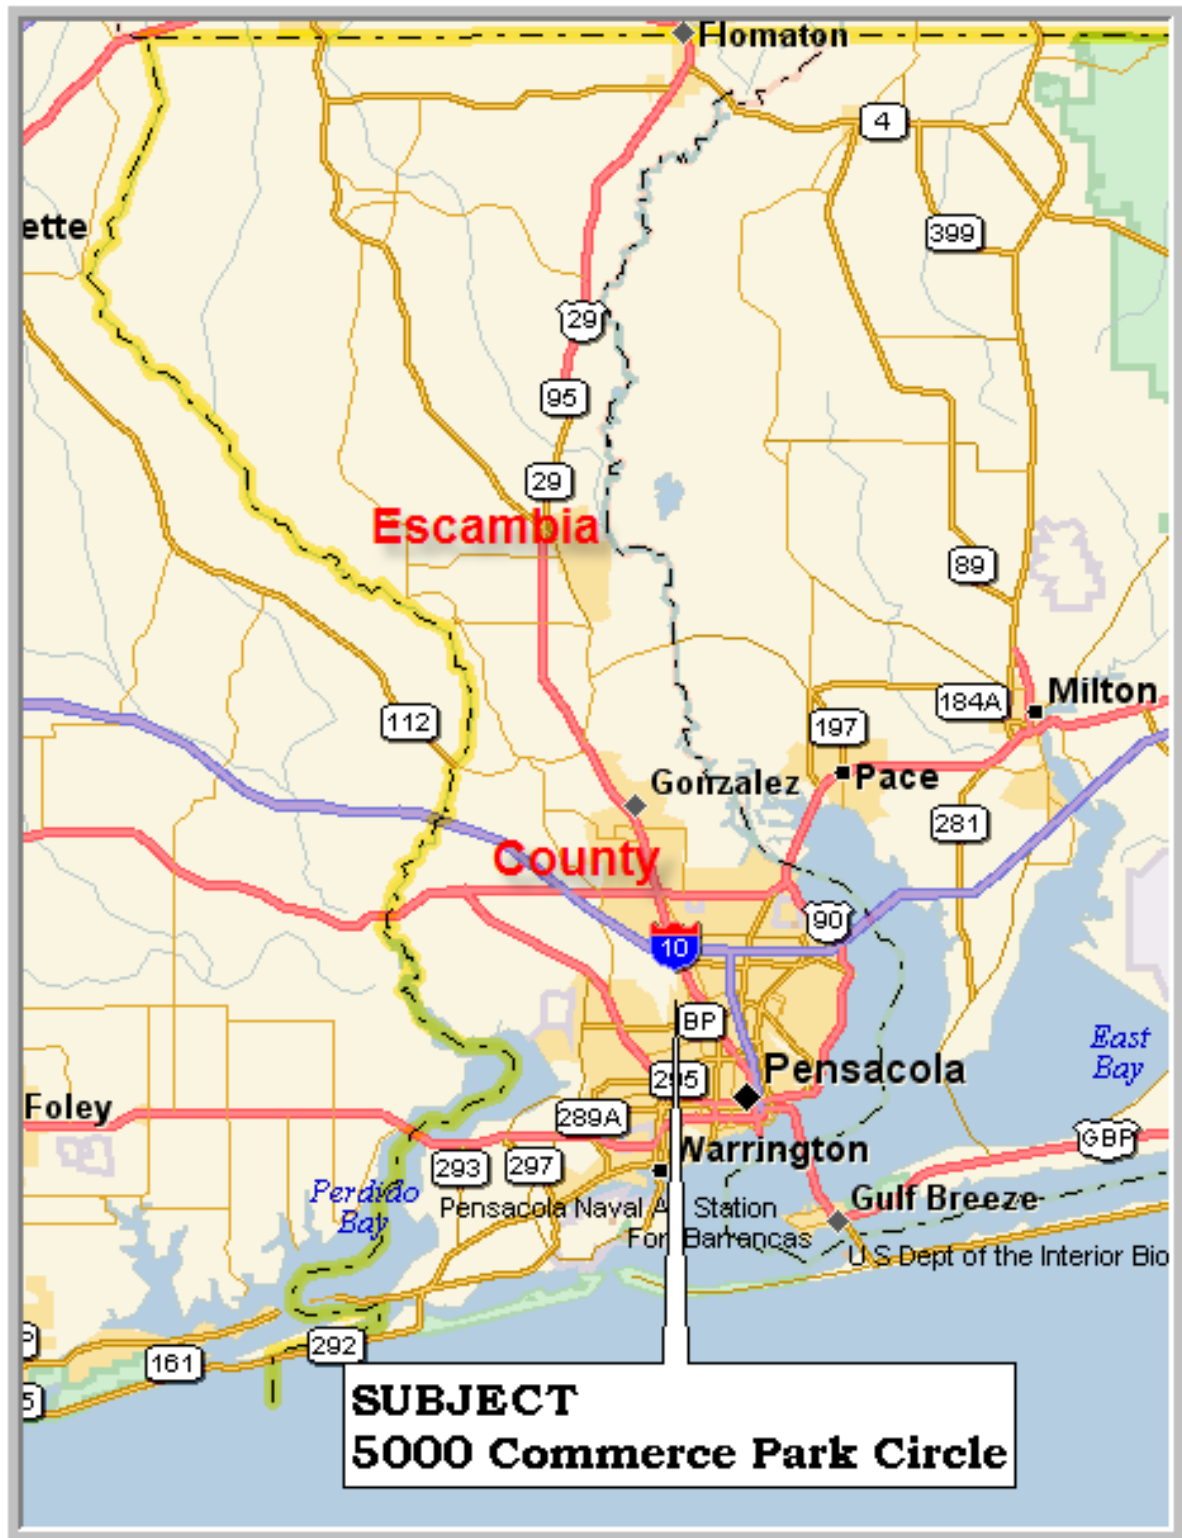 Flomaton
4
ette
399
29
95
29
Escambia
89
184A
Milton
112
197
Gonzalez
Pace
281
County
90
10
BP
East
Bay
295
Pensacola
Foley
289A
GBP
Warrington
293
297
Perdido
Bay
Pensacola Naval A Station
Gulf Breeze
For Barrancas
U S Dept of the Interior Bio
292
161
5
SUBJECT
5000 Commerce Park Circle